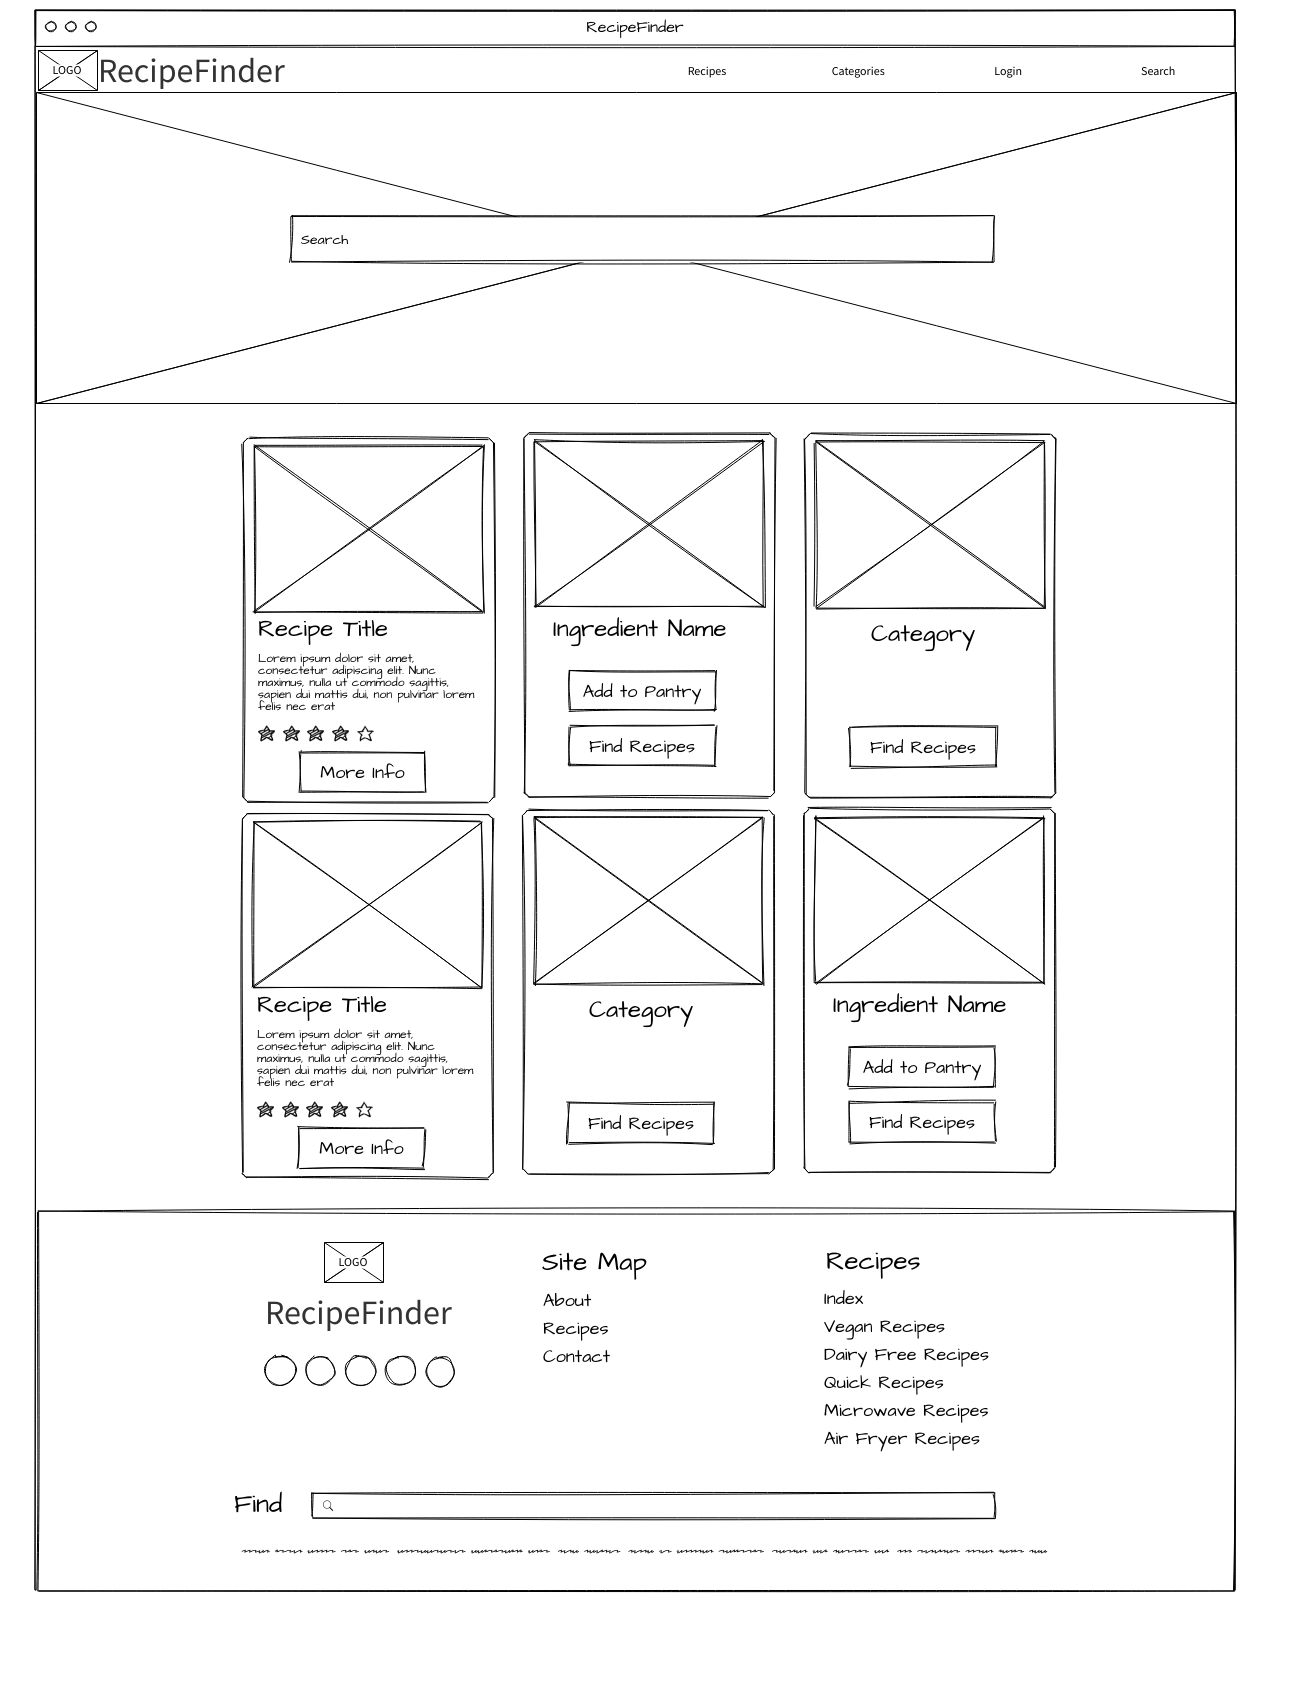 RecipeFinder
LOGO
RecipeFinder
Recipes
Categories
Login
Search
Search
Recipe Title
Lorem ipsum dolor sit amet,
consectetur adipiscing elit. Nunc
maximus, nulla ut commodo sagittis,
sapien dui mattis dui, non pulvinar lorem
felis nec erat
More Info
Ingredient Name
Add to Pantry
Find Recipes
Category
Find Recipes
Recipe Title
Lorem ipsum dolor sit amet,
consectetur adipiscing elit. Nunc
maximus, nulla ut commodo sagittis,
sapien dui mattis dui, non pulvinar lorem
felis nec erat
More Info
Category
Find Recipes
Ingredient Name
Add to Pantry
Find Recipes
LOGO
RecipeFinder
Site Map
About
Recipes
Contact
Recipes
Index
Vegan Recipes
Dairy Free Recipes
Quick Recipes
Microwave Recipes
Air Fryer Recipes
Find